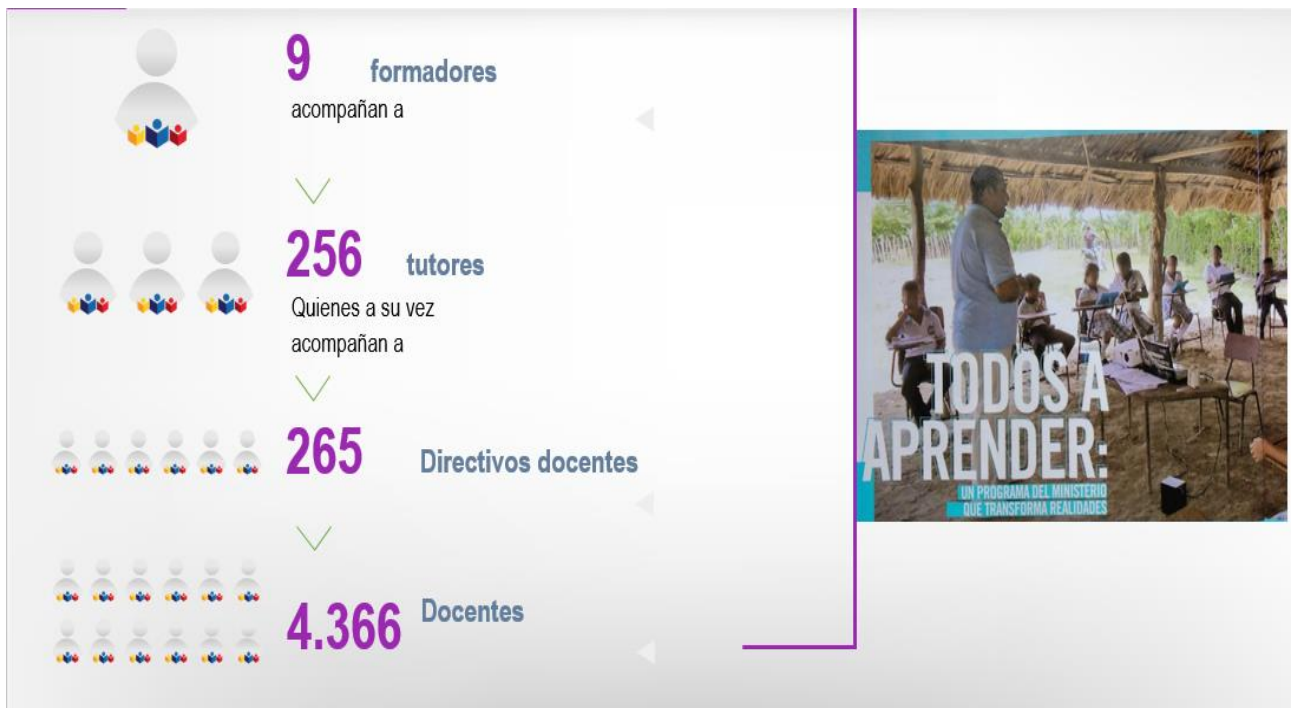 9 formadores
acompañan a
256 tutores
Quienes a su vez
acompañan a
265 Directivos docentes
4.366 Docentes
TODOS A
APRENDER:
UN PROGRAMA DEL MINISTERIO
QUE TRANSFORMA REALIDADES